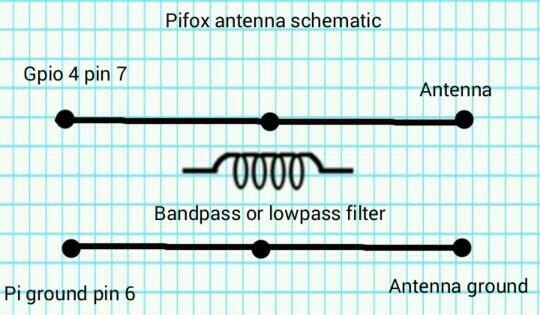 Pifox antenna schematic
Gpio 4 pin 7
Antenna
Bandpass or lowpass filter
Pi ground pin 6
Antenna ground